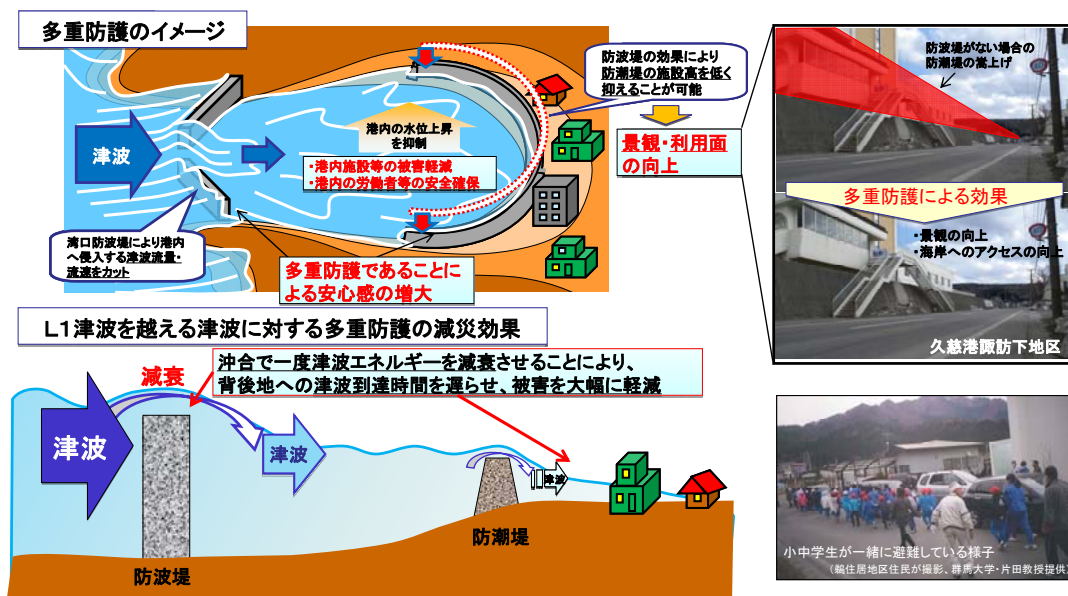 多重防護のイメージ
津波
港内の水位上昇
を抑制
・港内施設等の被害軽減
・港内の労働者等の安全確保
湾口防波堤により港内
へ侵入する津波流量・
流速をカット
多重防護であることに
よる安心感の増大
防波堤の効果により
防潮堤の施設高を低く
抑えることが可能
景観・利用面
の向上
防波堤がない場合の
防潮堤の嵩上げ
多重防護による効果
・景観の向上
・海岸へのアクセスの向上
久慈港諏訪下地区
L1津波を越える津波に対する多重防護の減災効果
沖合で一度津波エネルギーを減衰させることにより、
背後地への津波到達時間を遅らせ、被害を大幅に軽減
減衰
津波
津波
津波
防波堤
防潮堤
小中学生が一緒に避難している様子
（鵜住居地区住民が撮影、群馬大学・片田教授提供）